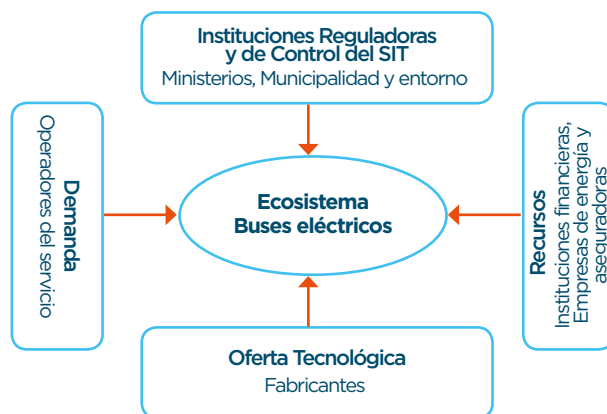 Instituciones Reguladoras
y de Control del SIT
Ministerios, Municipalidad y entorno
Demanda
Operadores del servicio
Ecosistema
Buses eléctricos
Recursos
Instituciones financieras,
Empresas de energía y
aseguradoras
Oferta Tecnológica
Fabricantes